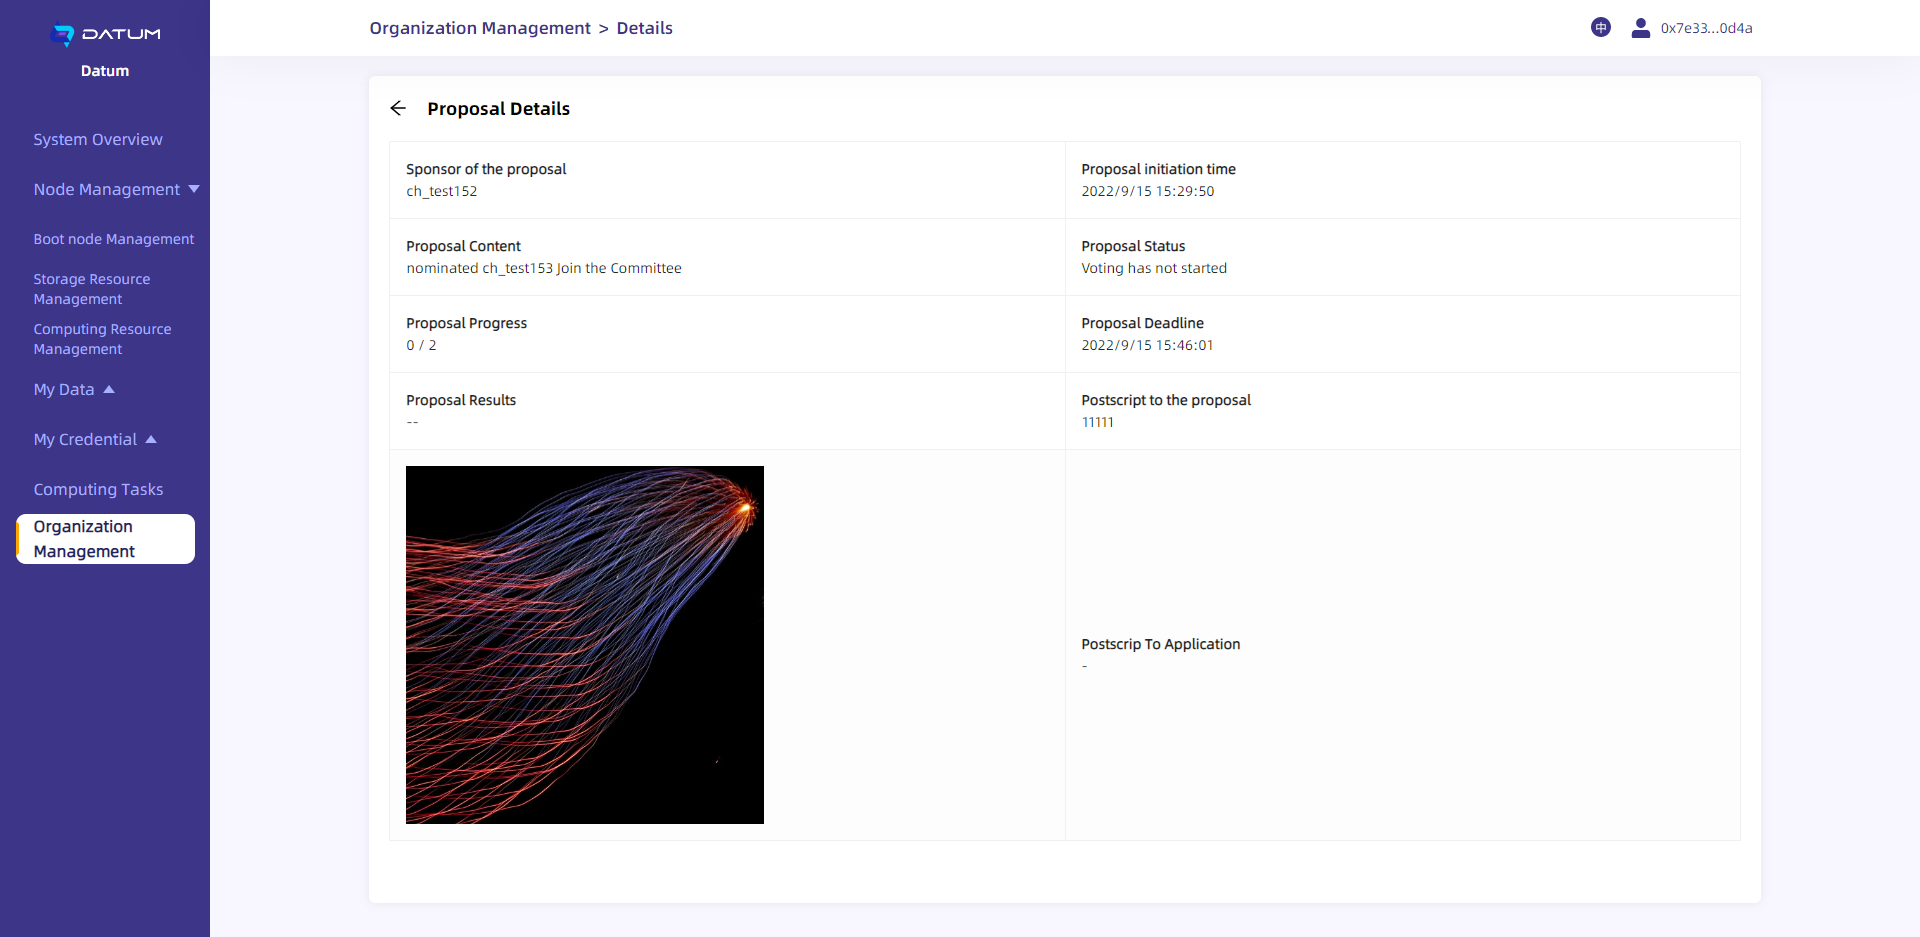 DATUM
Datum
System Overview
Node Management
Boot node Management
Storage Resource
Management
Computing Resource
Management
My Data
My Credential
Computing Tasks
Organization
Management
Organization Management > Details
中
0x7e33...0d4a
Proposal Details
Sponsor of the proposal
ch_test152
Proposal initiation time
2022/9/15 15:29:50
Proposal Content
nominated ch_test153 Join the Committee
Proposal Status
Voting has not started
Proposal Progress
0 / 2
Proposal Deadline
2022/9/15 15:46:01
Proposal Results
--
Postscript to the proposal
11111
Postscrip To Application
-